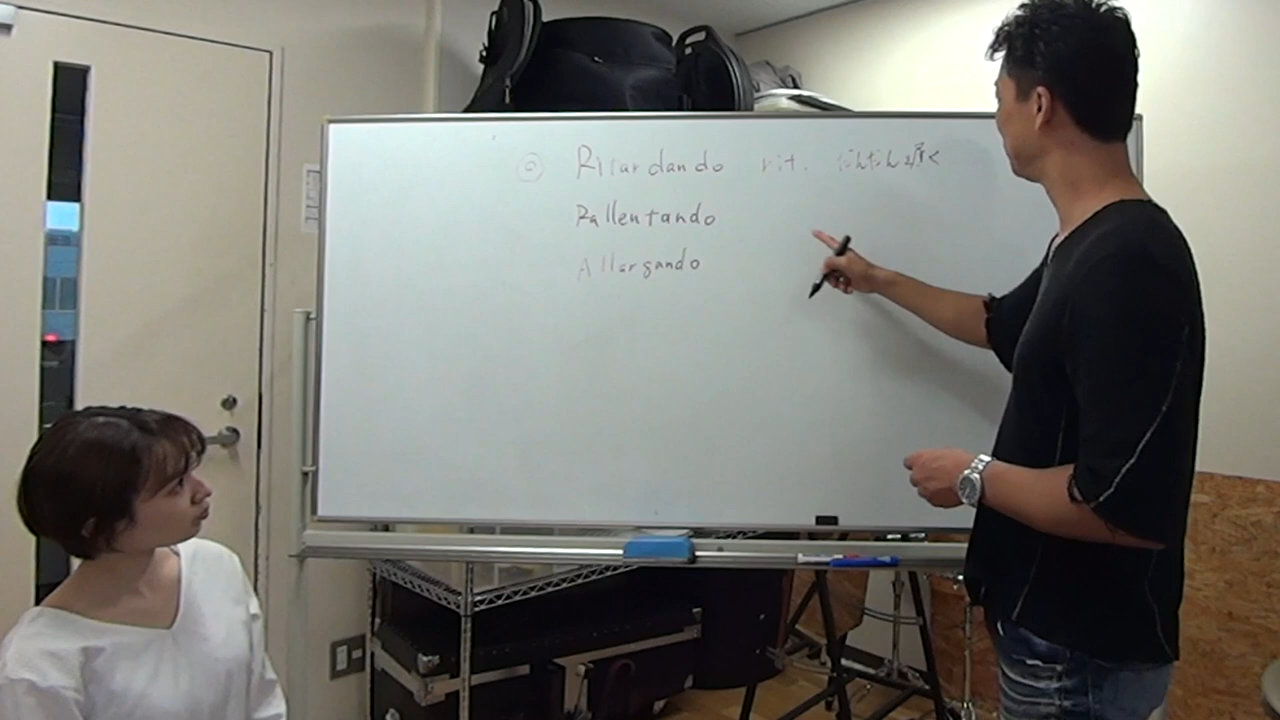 ② Ritardando rit. だんだん遅く
Rallentando
Allargando